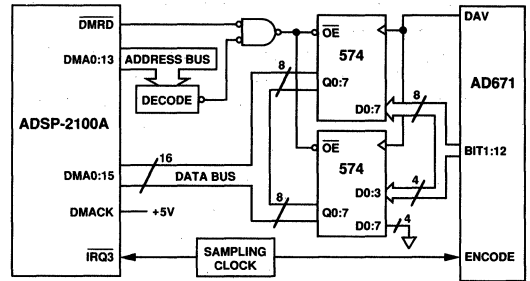 ADSP-2100A
DMRD
DMA0:13
ADDRESS BUS
DECODE
DMA0:15
16
DATA BUS
DMACK
+5V
IRQ3
SAMPLING
CLOCK
8
8
OE
574
Q0:7
D0:7
OE
574
D0:3
Q0:7
D0:7
8
4
4
DAV
AD671
BIT1:12
ENCODE